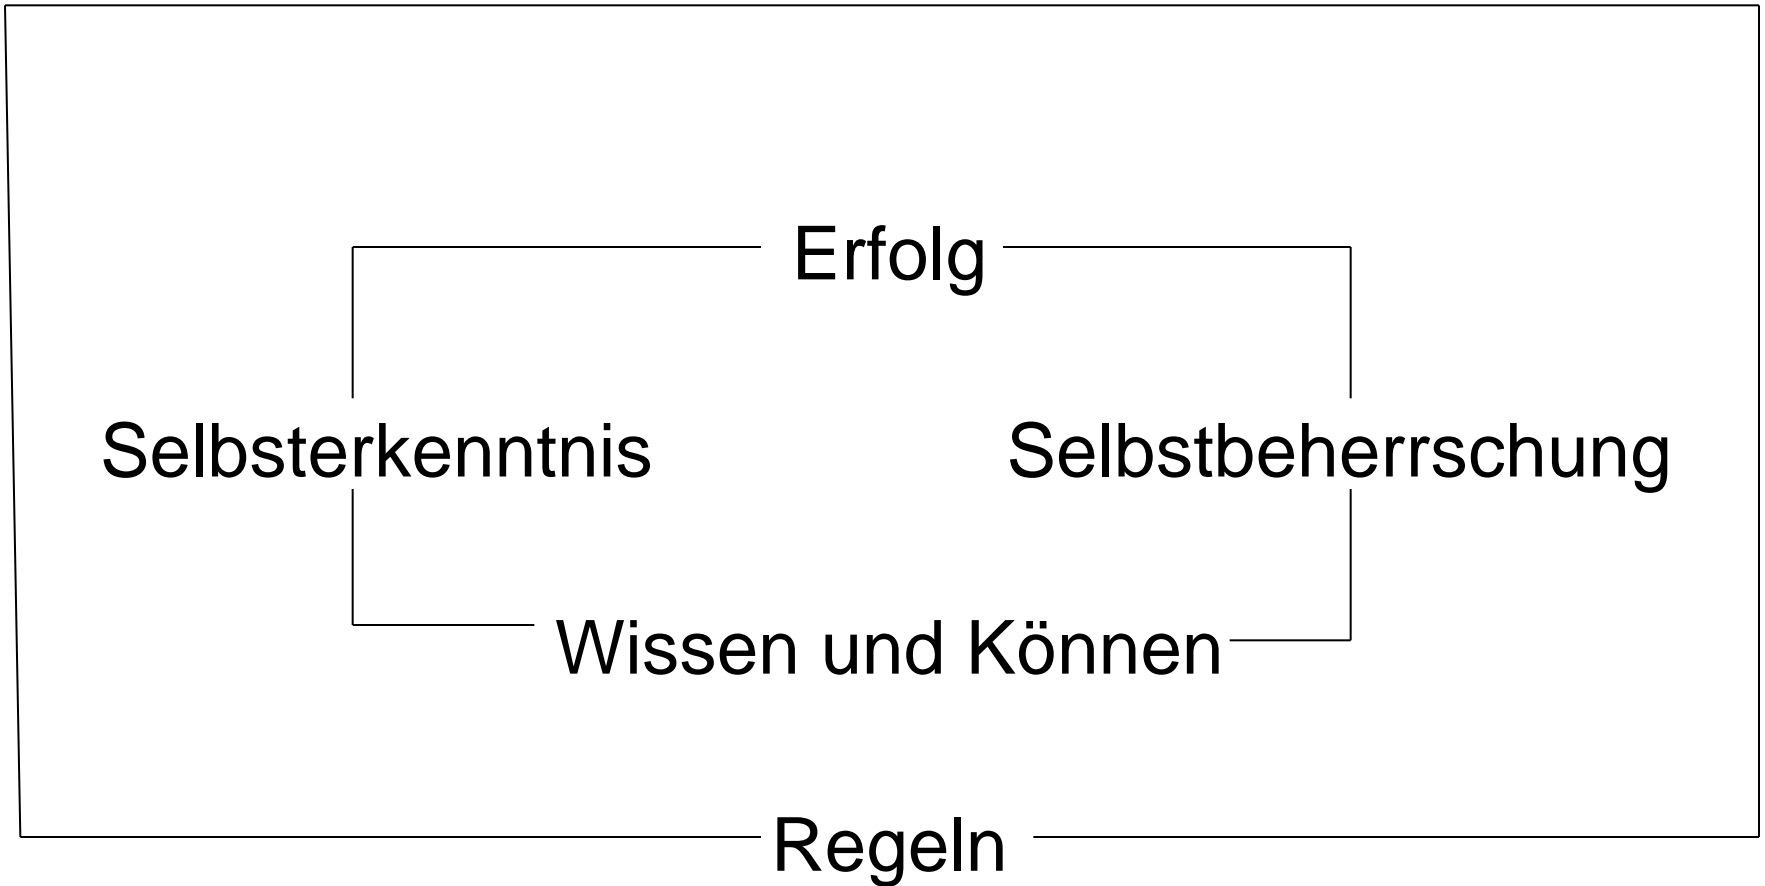 Erfolg
Selbsterkenntnis Selbstbeherrschung
Wissen und Können
Regeln